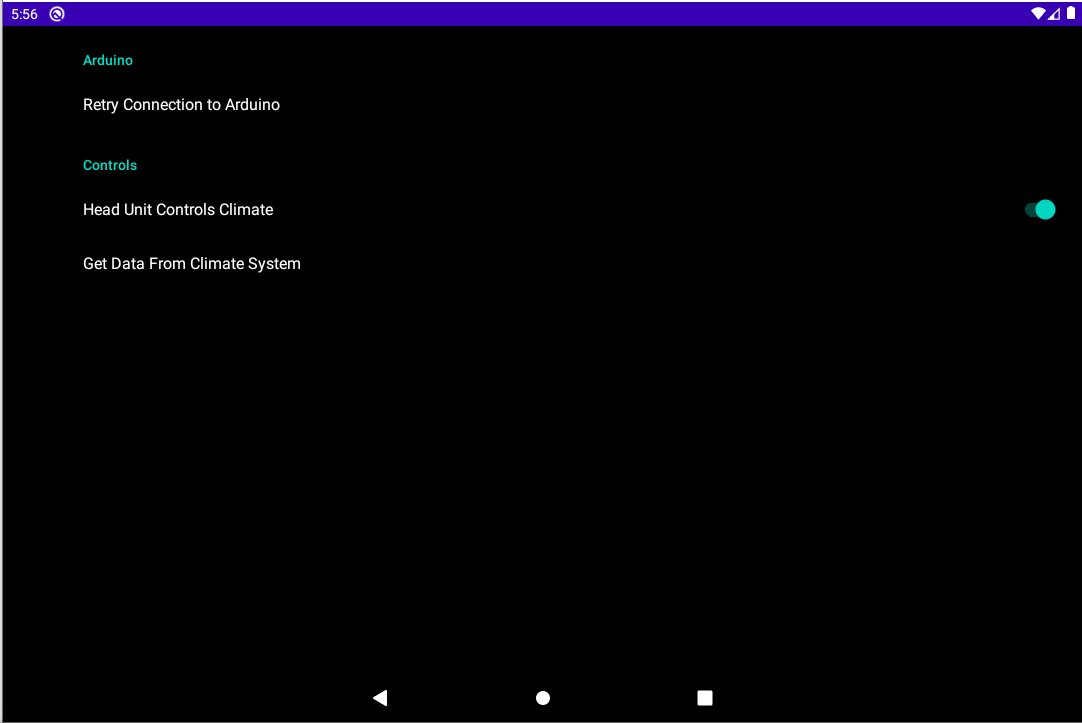 5:56
Arduino
Retry Connection to Arduino
Controls
Head Unit Controls Climate
Get Data From Climate System